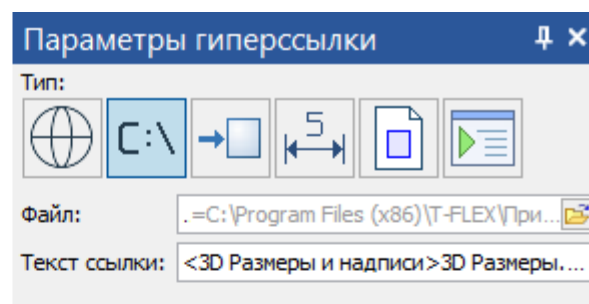 Параметры гиперссылки
Тип:
C:\
5
Файл: .=C:\Program Files (x86)\T-FLEX\При...
Текст ссылки: <3D Размеры и надписи>3D Размеры....